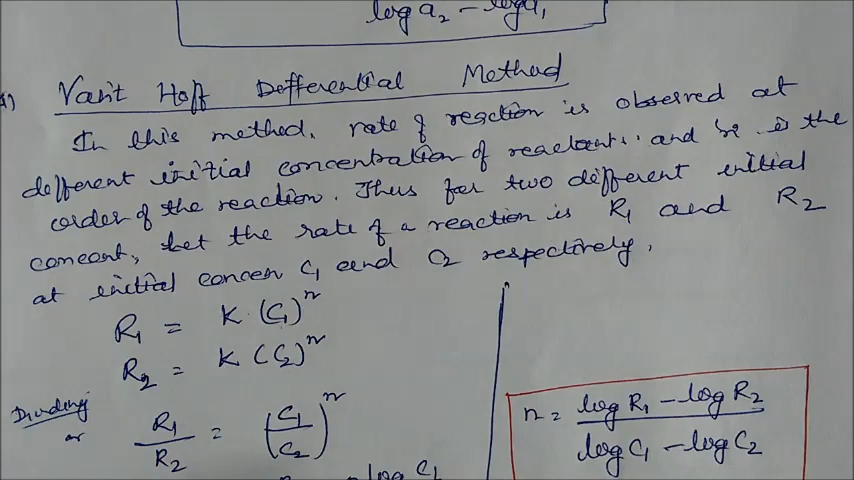 log a2 - log a1
Van't Hoff Defferential Method
In this method, rate of reaction is observed at
different initial concentration of reactants. and 'n' is the
order of the reaction. Thus for two different initial
concent, Let the rate of a reaction is R1 and R2
at initial concen C1 and C2 respectively.
R1 = K (C1)^n
R2 = K (C2)^n
Dividing
or R1/R2 = (C1/C2)^n
n = (log R1 - log R2)/(log C1 - log C2)
log C1